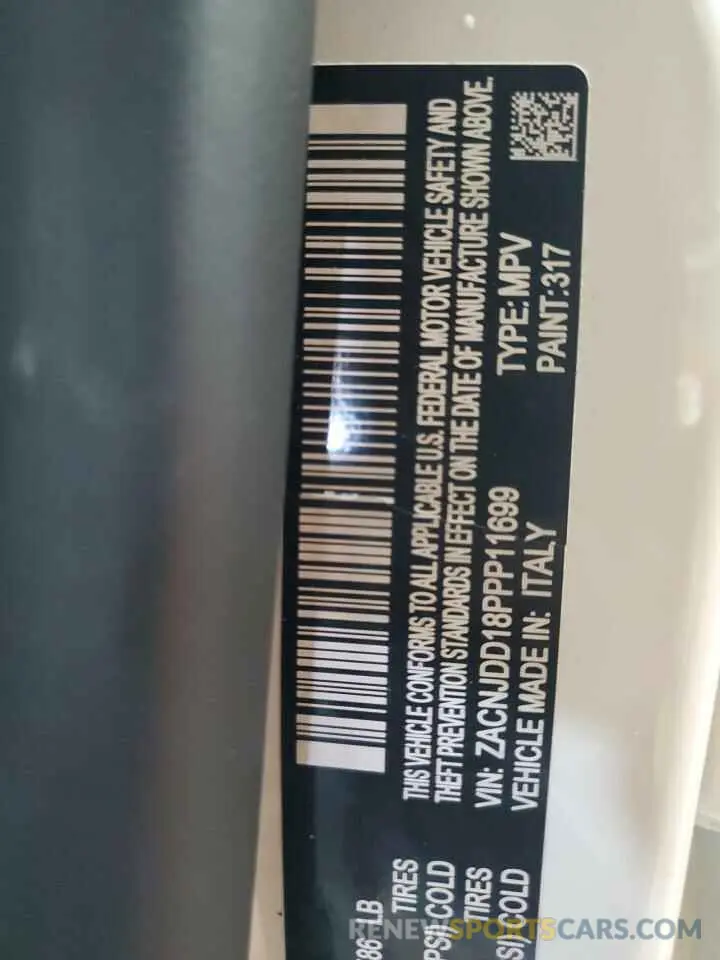 THIS VEHICLE CONFORMS TO ALL APPLICABLE U.S. FEDERAL MOTOR VEHICLE SAFETY AND
THEFT PREVENTION STANDARDS IN EFFECT ON THE DATE OF MANUFACTURE SHOWN ABOVE.
VIN: ZACNJDD18PPP11699 TYPE: MPV
VEHICLE MADE IN: ITALY PAINT: 317
LB
TIRES
COLD
TIRES
COLD
RENEWSPORTSCARS.COM